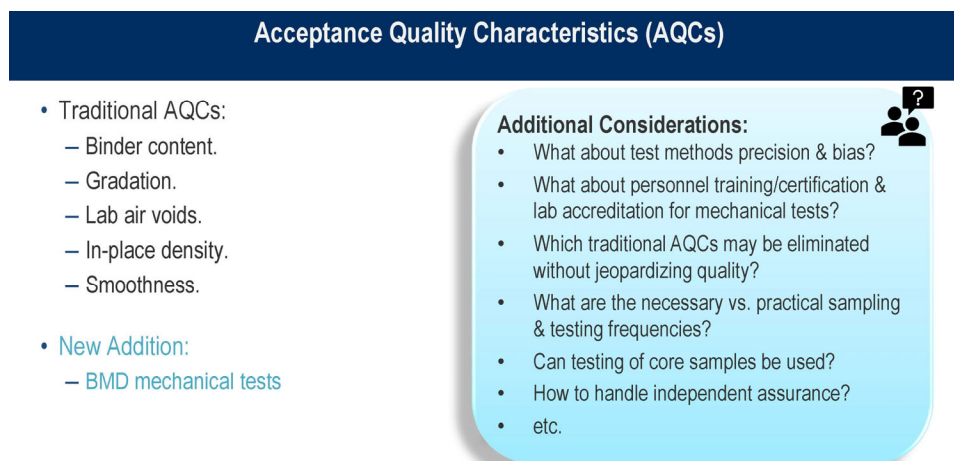 Acceptance Quality Characteristics (AQCs)
• Traditional AQCs:
– Binder content.
– Gradation.
– Lab air voids.
– In-place density.
– Smoothness.
• New Addition:
– BMD mechanical tests
?
Additional Considerations:
• What about test methods precision & bias?
• What about personnel training/certification &
lab accreditation for mechanical tests?
• Which traditional AQCs may be eliminated
without jeopardizing quality?
• What are the necessary vs. practical sampling
& testing frequencies?
• Can testing of core samples be used?
• How to handle independent assurance?
• etc.